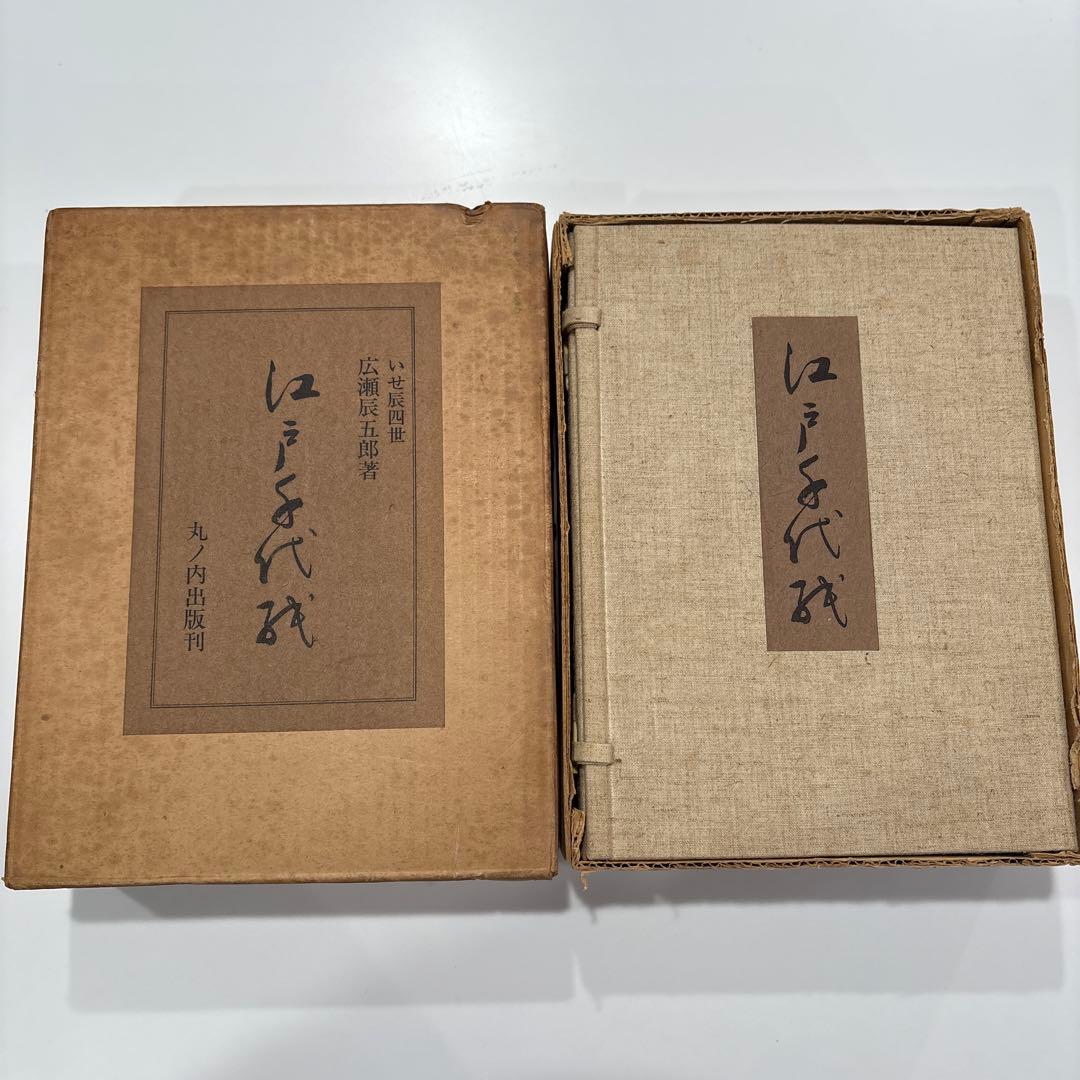 いせ辰四世
広瀬辰五郎著
江戸千代紙
丸ノ内出版刊
江戸千代紙